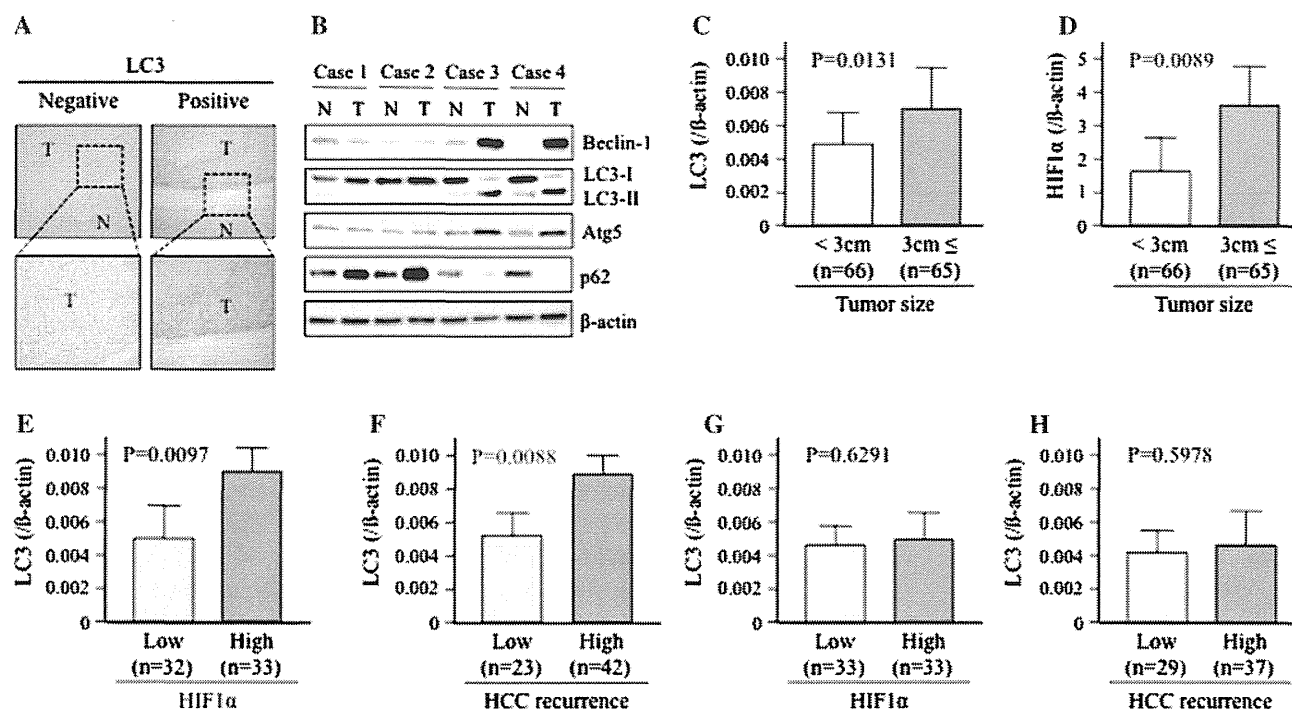 A
LC3
Negative Positive
T
T
N
N
T
T
B
Case 1 Case 2 Case 3 Case 4
N T N T N T N T
Beclin-1
LC3-I
LC3-II
Atg5
p62
β-actin
C
P=0.0131
LC3 (/ß-actin)
0.010
0.008
0.006
0.004
0.002
0
< 3cm 3cm ≤
(n=66) (n=65)
Tumor size
D
P=0.0089
HIF1α (/ß-actin)
5
4
3
2
1
0
< 3cm 3cm ≤
(n=66) (n=65)
Tumor size
E
P=0.0097
LC3 (/ß-actin)
0.010
0.008
0.006
0.004
0.002
0
Low High
(n=32) (n=33)
HIF1α
F
P=0.0088
LC3 (/ß-actin)
0.010
0.008
0.006
0.004
0.002
0
Low High
(n=23) (n=42)
HCC recurrence
G
P=0.6291
LC3 (/ß-actin)
0.010
0.008
0.006
0.004
0.002
0
Low High
(n=33) (n=33)
HIF1α
H
P=0.5978
LC3 (/ß-actin)
0.010
0.008
0.006
0.004
0.002
0
Low High
(n=29) (n=37)
HCC recurrence